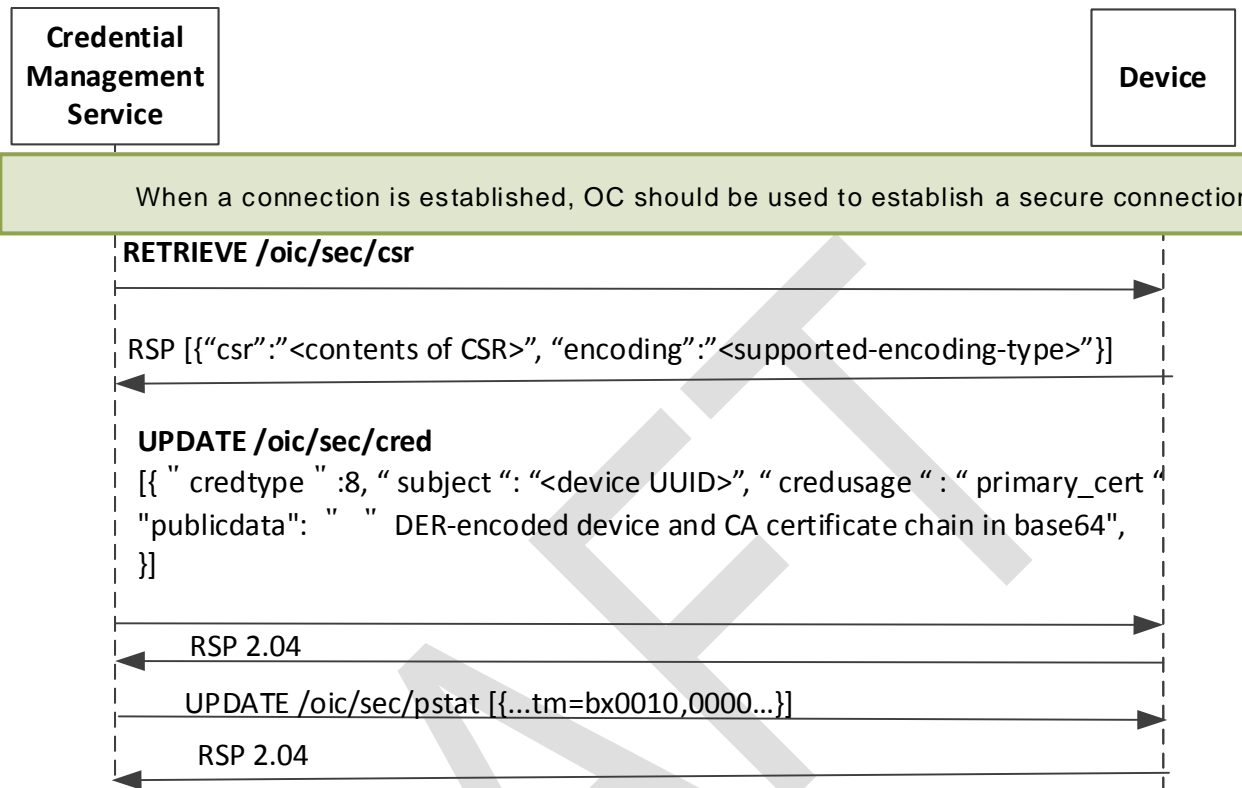 Credential
Management
Service
Device
When a connection is established, OC should be used to establish a secure connection
RETRIEVE /oic/sec/csr
RSP [{“csr”:”<contents of CSR>”, “encoding”:”<supported-encoding-type>”}]
UPDATE /oic/sec/cred
[{ " credtype " :8, “ subject “: “<device UUID>”, “ credusage “ : “ primary_cert “
"publicdata": " " DER-encoded device and CA certificate chain in base64",
}]
RSP 2.04
UPDATE /oic/sec/pstat [{…tm=bx0010,0000…}]
RSP 2.04